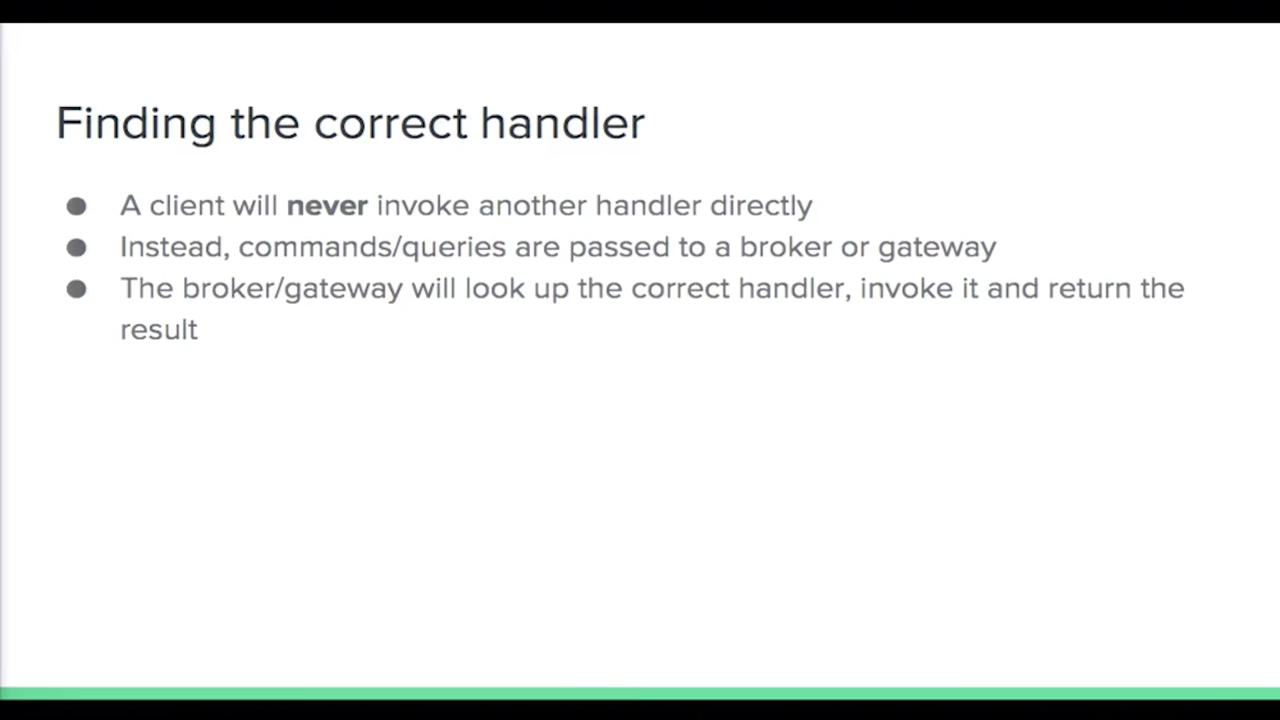 Finding the correct handler
● A client will never invoke another handler directly
● Instead, commands/queries are passed to a broker or gateway
● The broker/gateway will look up the correct handler, invoke it and return the
result